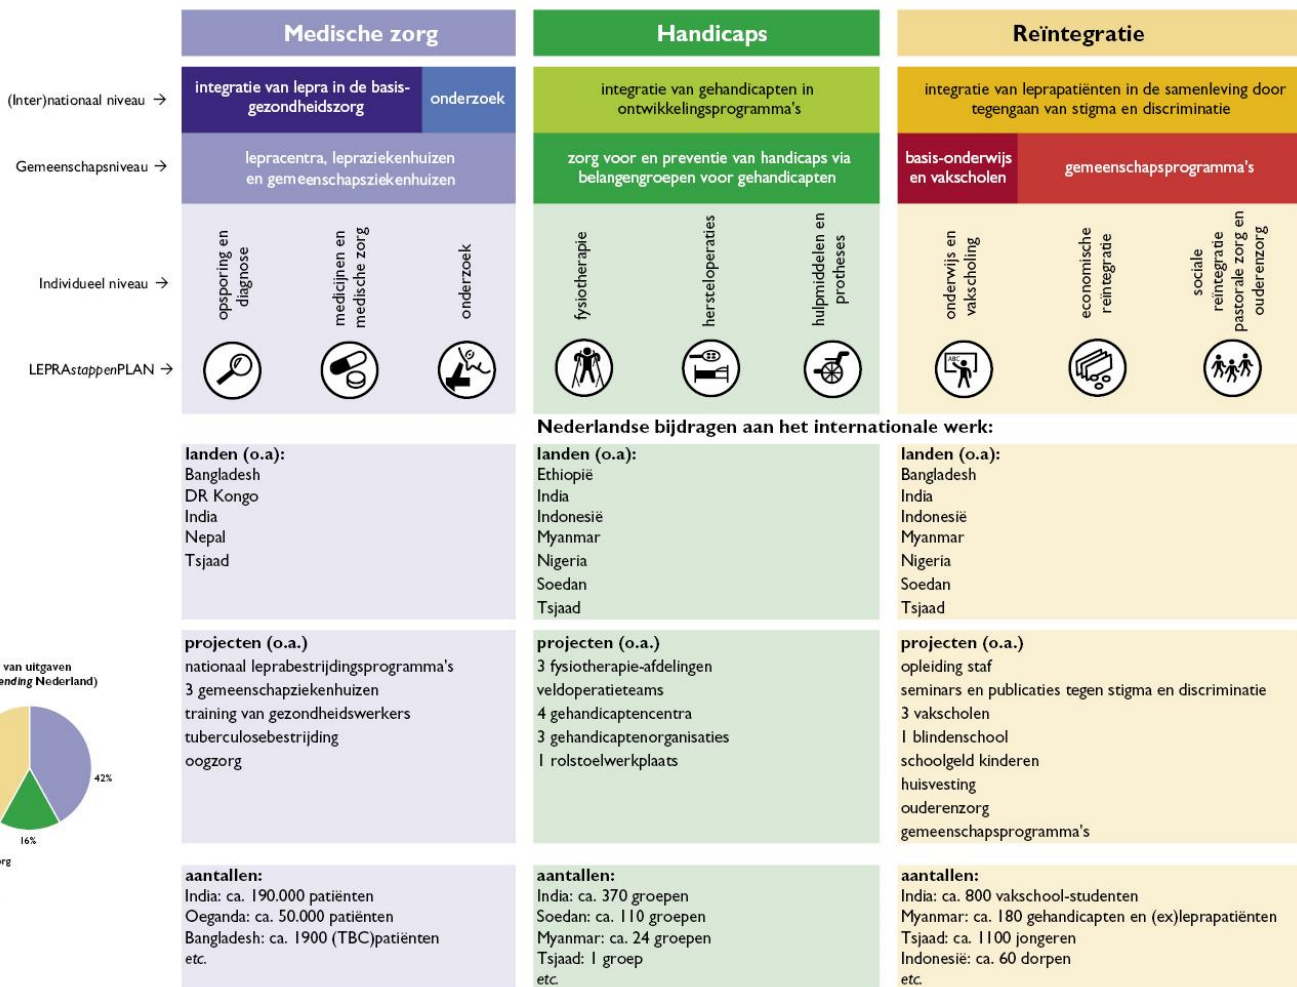 Medische zorg
Handicaps
Reïntegratie
(Inter)nationaal niveau →
integratie van lepra in de basis-
gezondheidszorg
onderzoek
integratie van gehandicapten in
ontwikkelingsprogramma's
integratie van leprapatiënten in de samenleving door
tegengaan van stigma en discriminatie
Gemeenschapsniveau →
lepracentra, lepraziekenhuizen
en gemeenschapsziekenhuizen
zorg voor en preventie van handicaps via
belangengroepen voor gehandicapten
basis-onderwijs
en vakscholen
gemeenschapsprogramma's
Individueel niveau →
opsporing en
diagnose
medicijnen en
medische zorg
onderzoek
fysiotherapie
hersteloperaties
hulpmiddelen en
protheses
onderwijs en
vakscholing
economische
reïntegratie
sociale
reïntegratie
pastorale zorg en
ouderenzorg
LEPRAstappenPLAN →
ABC
Nederlandse bijdragen aan het internationale werk:
landen (o.a):
Bangladesh
DR Kongo
India
Nepal
Tsjaad
landen (o.a):
Ethiopië
India
Indonesië
Myanmar
Nigeria
Soedan
Tsjaad
landen (o.a):
Bangladesh
India
Indonesië
Myanmar
Nigeria
Soedan
Tsjaad
projecten (o.a.)
nationaal leprabestrijdingsprogramma's
3 gemeenschapziekenhuizen
training van gezondheidswerkers
tuberculosebestrijding
oogzorg
projecten (o.a.)
3 fysiotherapie-afdelingen
veldoperatieteams
4 gehandicaptencentra
3 gehandicaptenorganisaties
1 rolstoelwerkplaats
projecten (o.a.)
opleiding staf
seminars en publicaties tegen stigma en discriminatie
3 vakscholen
1 blindenschool
schoolgeld kinderen
huisvesting
ouderenzorg
gemeenschapsprogramma's
van uitgaven
ending Nederland)
42%
16%
org
aantallen:
India: ca. 190.000 patiënten
Oeganda: ca. 50.000 patiënten
Bangladesh: ca. 1900 (TBC)patiënten
etc.
aantallen:
India: ca. 370 groepen
Soedan: ca. 110 groepen
Myanmar: ca. 24 groepen
Tsjaad: 1 groep
etc.
aantallen:
India: ca. 800 vakschool-studenten
Myanmar: ca. 180 gehandicapten en (ex)leprapatiënten
Tsjaad: ca. 1100 jongeren
Indonesië: ca. 60 dorpen
etc.